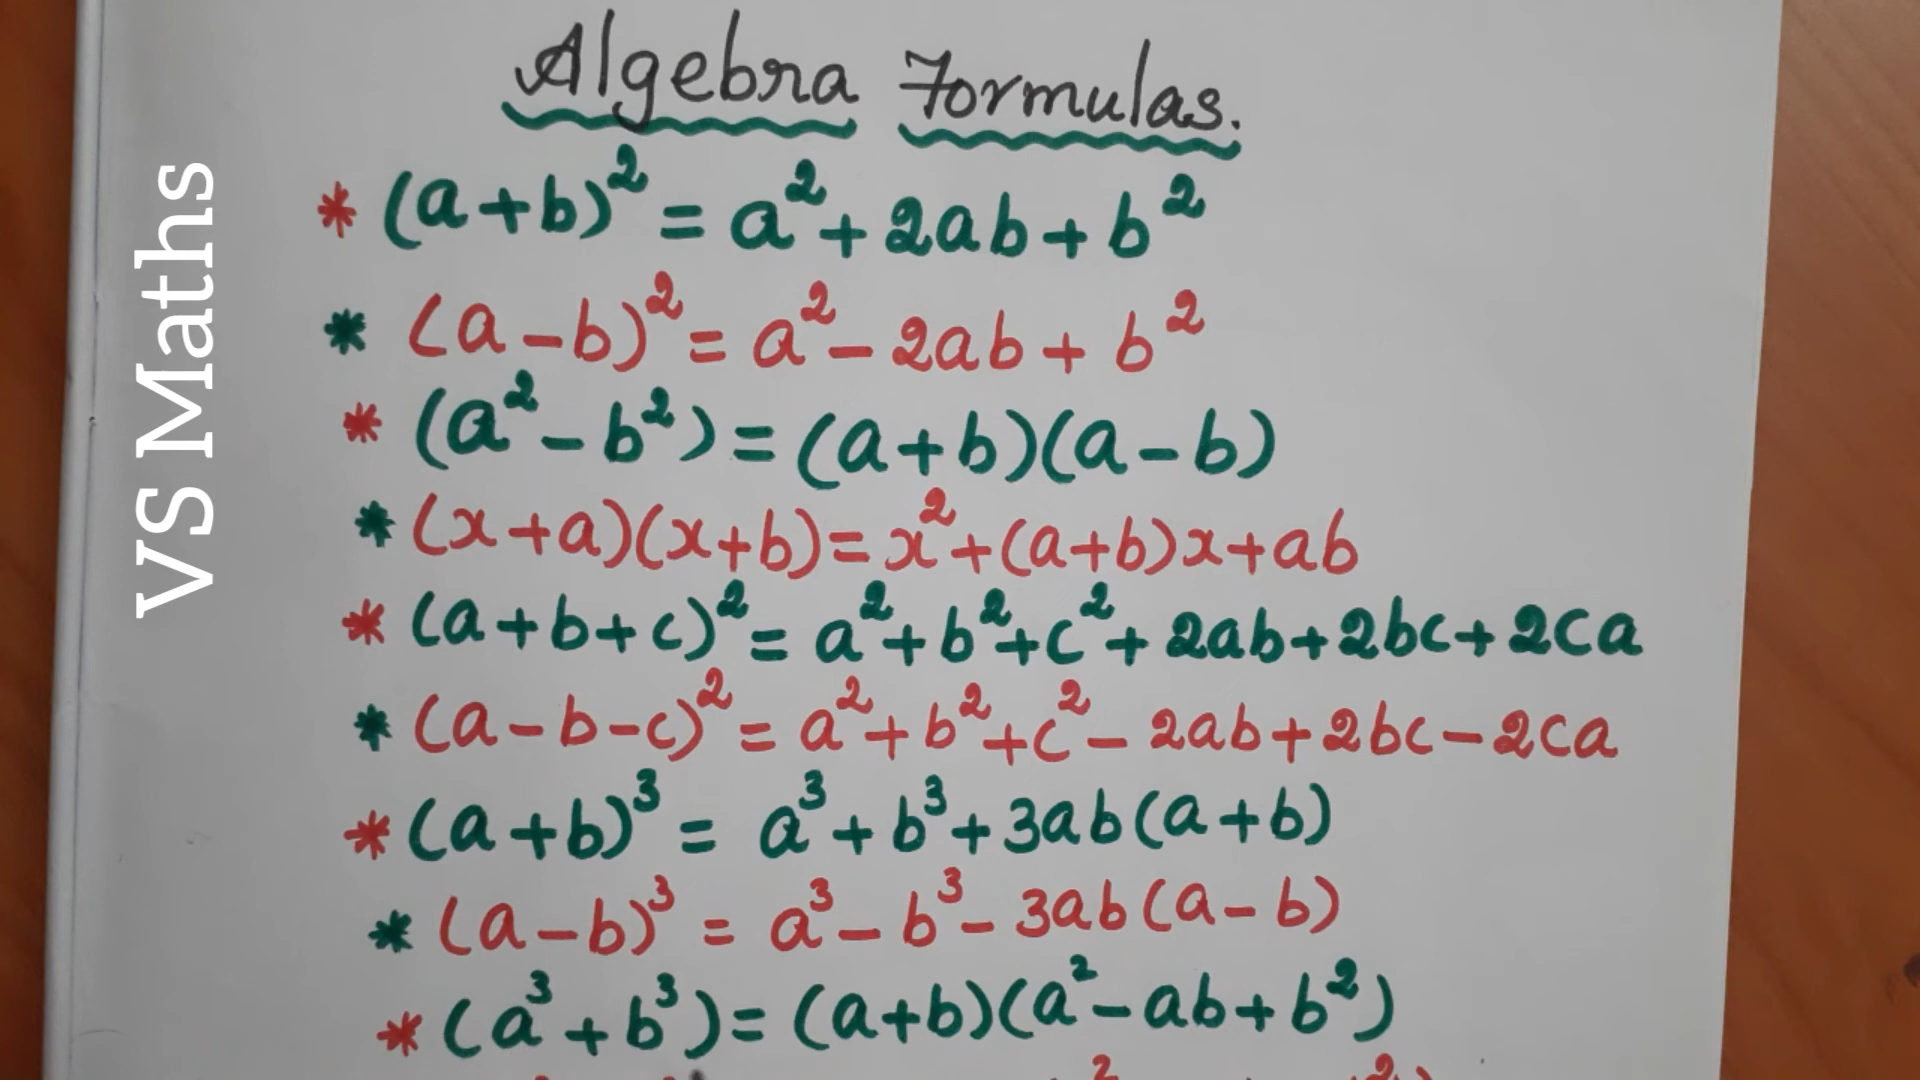 VS Maths
Algebra Formulas.
* (a+b)² = a² + 2ab + b²
* (a-b)² = a² - 2ab + b²
* (a² - b²) = (a+b)(a-b)
* (x+a)(x+b) = x² + (a+b)x + ab
* (a+b+c)² = a² + b² + c² + 2ab + 2bc + 2ca
* (a-b-c)² = a² + b² + c² - 2ab + 2bc - 2ca
* (a+b)³ = a³ + b³ + 3ab(a+b)
* (a-b)³ = a³ - b³ - 3ab(a-b)
* (a³ + b³) = (a+b)(a² - ab + b²)